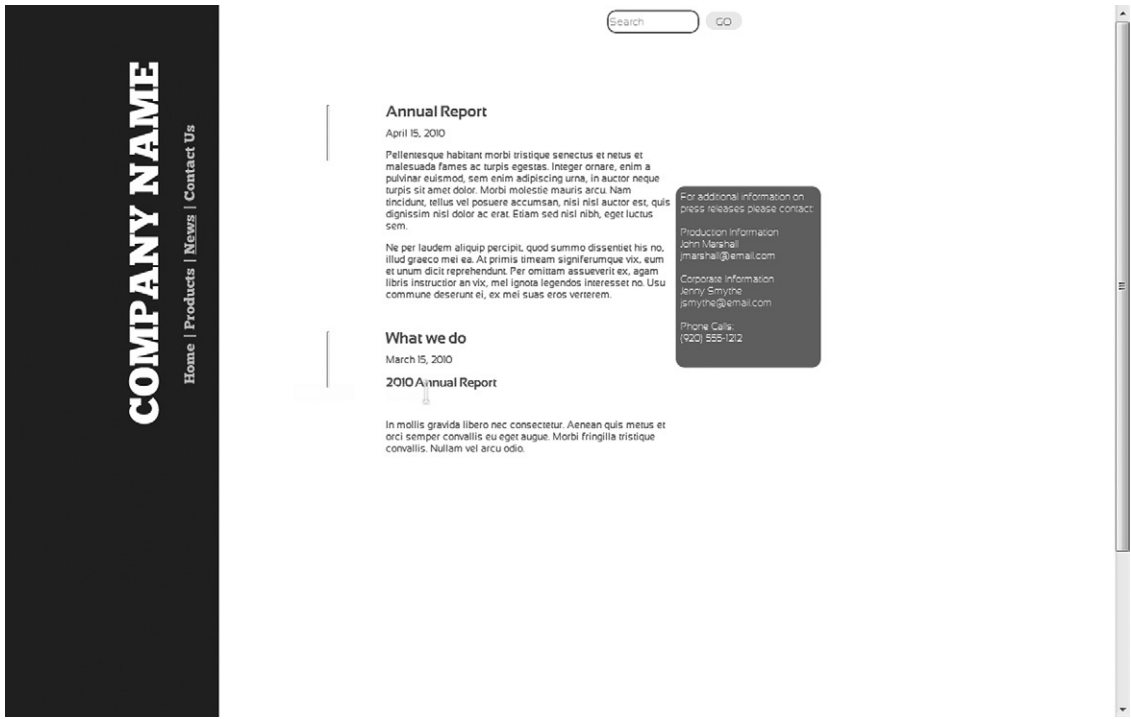 Search
GO
COMPANY NAME
Home | Products | News | Contact Us
Annual Report
April 15, 2010
Pellentesque habitant morbi tristique senectus et netus et
malesuada fames ac turpis egestas. Integer ornare, enim a
pulvinar euismod, sem enim adipiscing urna, in auctor neque
turpis sit amet dolor. Morbi molestie mauris arcu. Nam
tincidunt, tellus vel posuere accumsan, nisi nisl auctor est, quis
dignissim nisl dolor ac erat. Etiam sed nisl nibh, eget luctus
sem.
Ne per laudem aliquip percipit, quod summo dissentiet his no,
illud graeco mei ea. At primis timeam signiferumque vix, eum
et unum dicit reprehendunt. Per omittam assueverit ex, agam
libris instructior an vix, mel ignota legendos interesset no. Usu
commune deserunt ei, ex mei suas eros verterem.
What we do
March 15, 2010
2010 Annual Report
In mollis gravida libero nec consectetur. Aenean quis metus et
orci semper convallis eu eget augue. Morbi fringilla tristique
convallis. Nullam vel arcu odio.
For additional information on
press releases please contact:
Production Information
John Marshall
jmarshall@email.com
Corporate Information
Jenny Smythe
jsmythe@email.com
Phone Calls:
(920) 555-1212